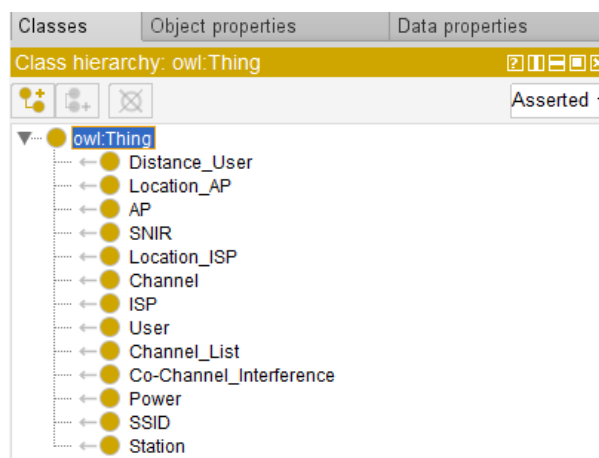 Classes Object properties Data properties
Class hierarchy: owl:Thing
Asserted
owl:Thing
Distance_User
Location_AP
AP
SNIR
Location_ISP
Channel
ISP
User
Channel_List
Co-Channel_Interference
Power
SSID
Station